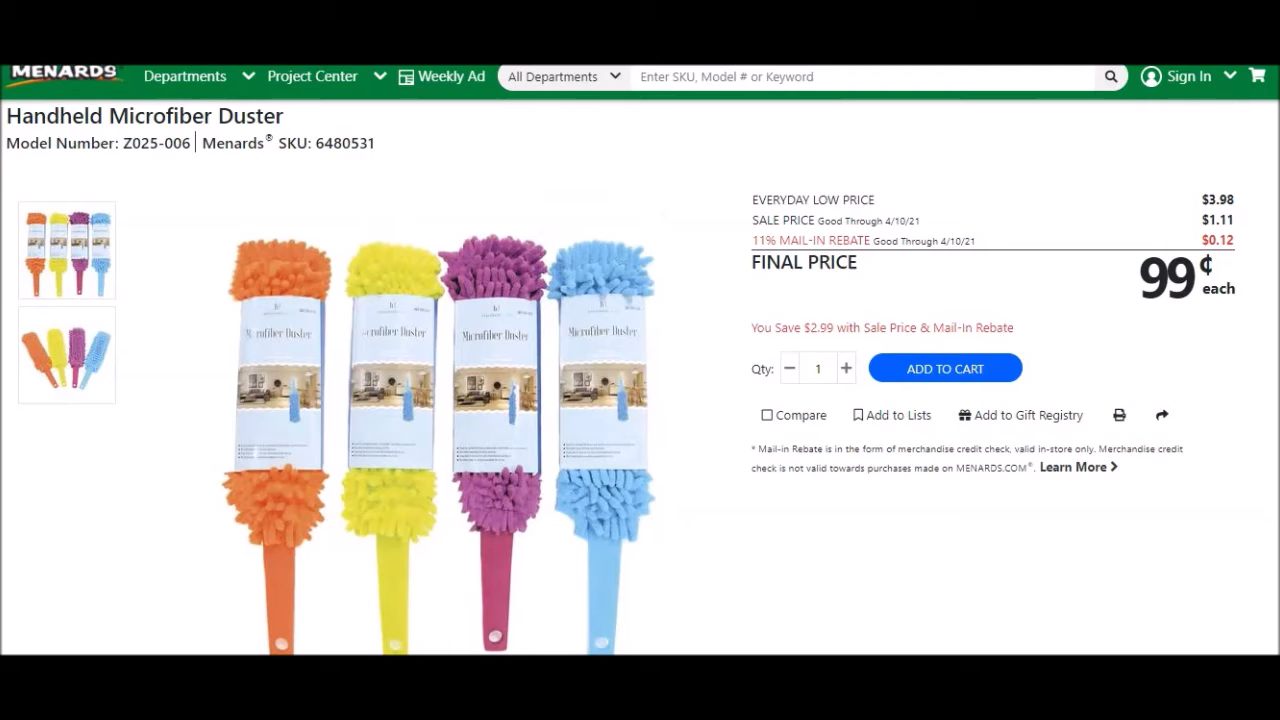 MENARDS
Departments
Project Center
Weekly Ad
All Departments
Enter SKU, Model # or Keyword
Sign In
Handheld Microfiber Duster
Model Number: Z025-006 | Menards® SKU: 6480531
EVERYDAY LOW PRICE $3.98
SALE PRICE Good Through 4/10/21 $1.11
11% MAIL-IN REBATE Good Through 4/10/21 $0.12
FINAL PRICE 99¢ each
You Save $2.99 with Sale Price & Mail-In Rebate
Qty: 1 ADD TO CART
Compare
Add to Lists
Add to Gift Registry
* Mail-in Rebate is in the form of merchandise credit check, valid in-store only. Merchandise credit
check is not valid towards purchases made on MENARDS.COM®. Learn More
Microfiber Duster
Microfiber Duster
Microfiber Duster
Microfiber Duster